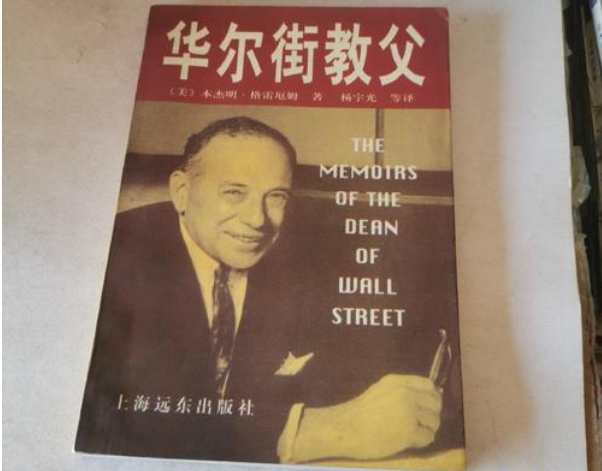 华尔街教父
〔美〕本杰明·格雷厄姆 著 杨宇光 等译
THE
MEMOIRS
OF THE
DEAN
OF
WALL
STREET
上海远东出版社